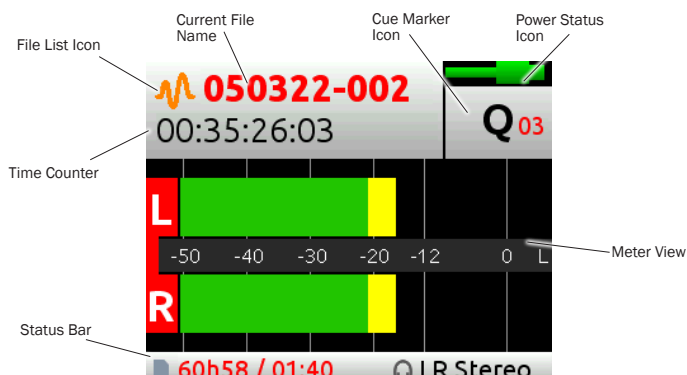 Current File
Name
Cue Marker
Icon
Power Status
Icon
File List Icon
050322-002
00:35:26:03
Q 03
Time Counter
L
-50 -40 -30 -20 -12 0 L
Meter View
R
Status Bar
60h58 / 01:40 LR Stereo